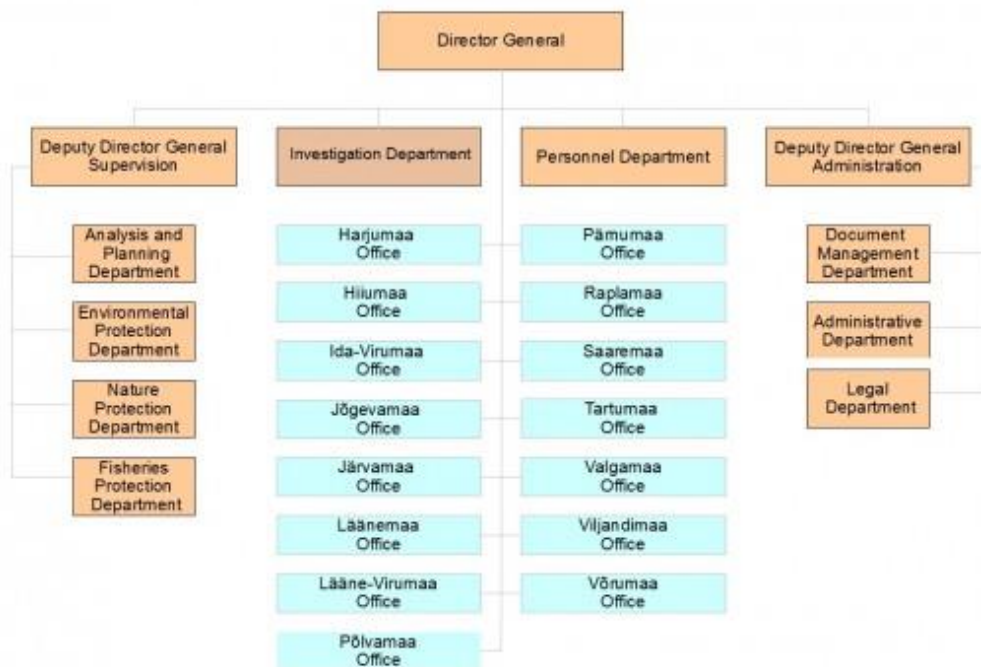 Director General
Deputy Director General
Supervision
Investigation Department
Personnel Department
Deputy Director General
Administration
Analysis and
Planning
Department
Environmental
Protection
Department
Nature
Protection
Department
Fisheries
Protection
Department
Harjumaa
Office
Hiiumaa
Office
Ida-Virumaa
Office
Jõgevamaa
Office
Järvamaa
Office
Läänemaa
Office
Lääne-Virumaa
Office
Põlvamaa
Office
Pämumaa
Office
Raplamaa
Office
Saaremaa
Office
Tartumaa
Office
Valgamaa
Office
Viljandimaa
Office
Võrumaa
Office
Document
Management
Department
Administrative
Department
Legal
Department